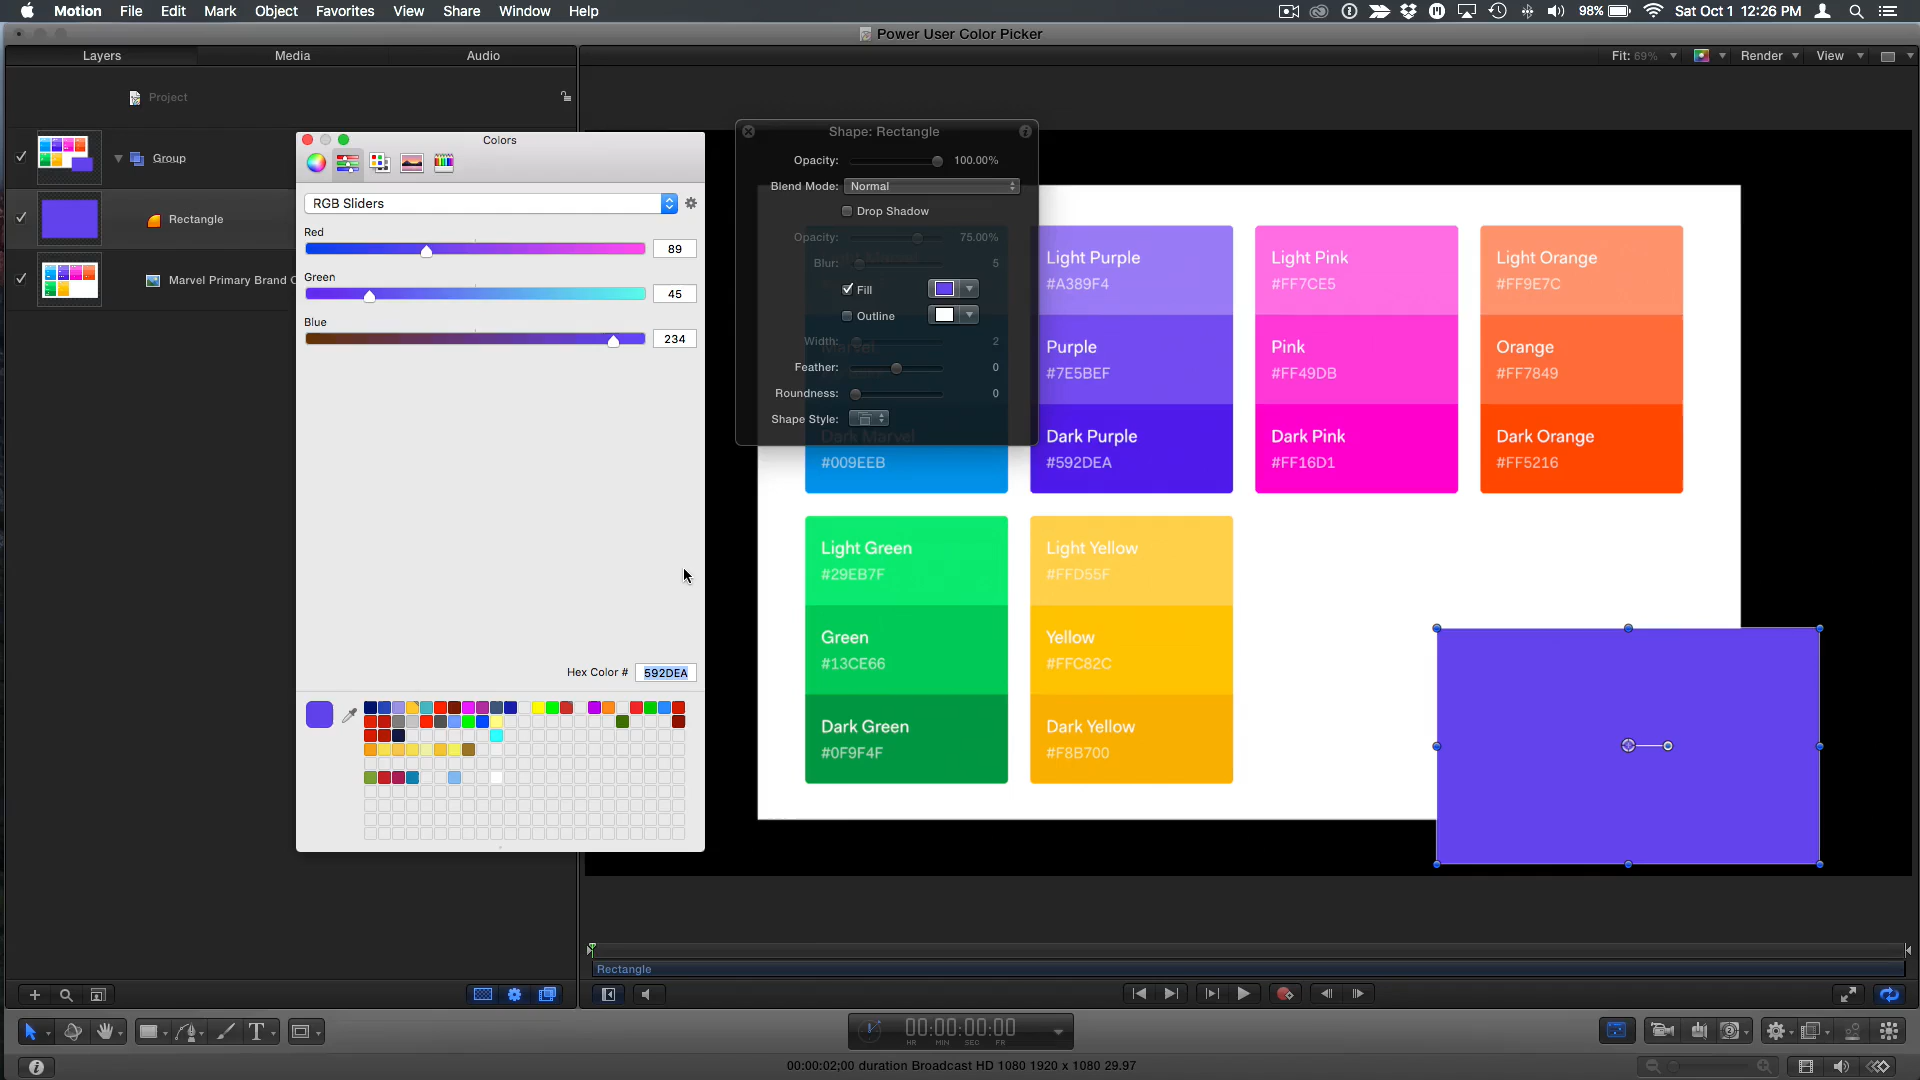 Motion File Edit Mark Object Favorites View Share Window Help
98% Sat Oct 1 12:26 PM
Power User Color Picker
Layers Media Audio
Fit: 69% Render View
Project
Group
Rectangle
Marvel Primary Brand C
Colors
RGB Sliders
Red
89
Green
45
Blue
234
Hex Color # 592DEA
Shape: Rectangle
Opacity: 100.00%
Blend Mode: Normal
Drop Shadow
Opacity: 75.00%
Blur: 5
Fill
Outline
Width: 2
Feather: 0
Roundness: 0
Shape Style:
Dark Marvel
#009EEB
Light Purple
#A389F4
Purple
#7E5BEF
Dark Purple
#592DEA
Light Pink
#FF7CE5
Pink
#FF49DB
Dark Pink
#FF16D1
Light Orange
#FF9E7C
Orange
#FF7849
Dark Orange
#FF5216
Light Green
#29EB7F
Green
#13CE66
Dark Green
#0F9F4F
Light Yellow
#FFD55F
Yellow
#FFC82C
Dark Yellow
#F8B700
Rectangle
T
00:00:00:00
HR MIN SEC FR
00:00:02;00 duration Broadcast HD 1080 1920 x 1080 29.97